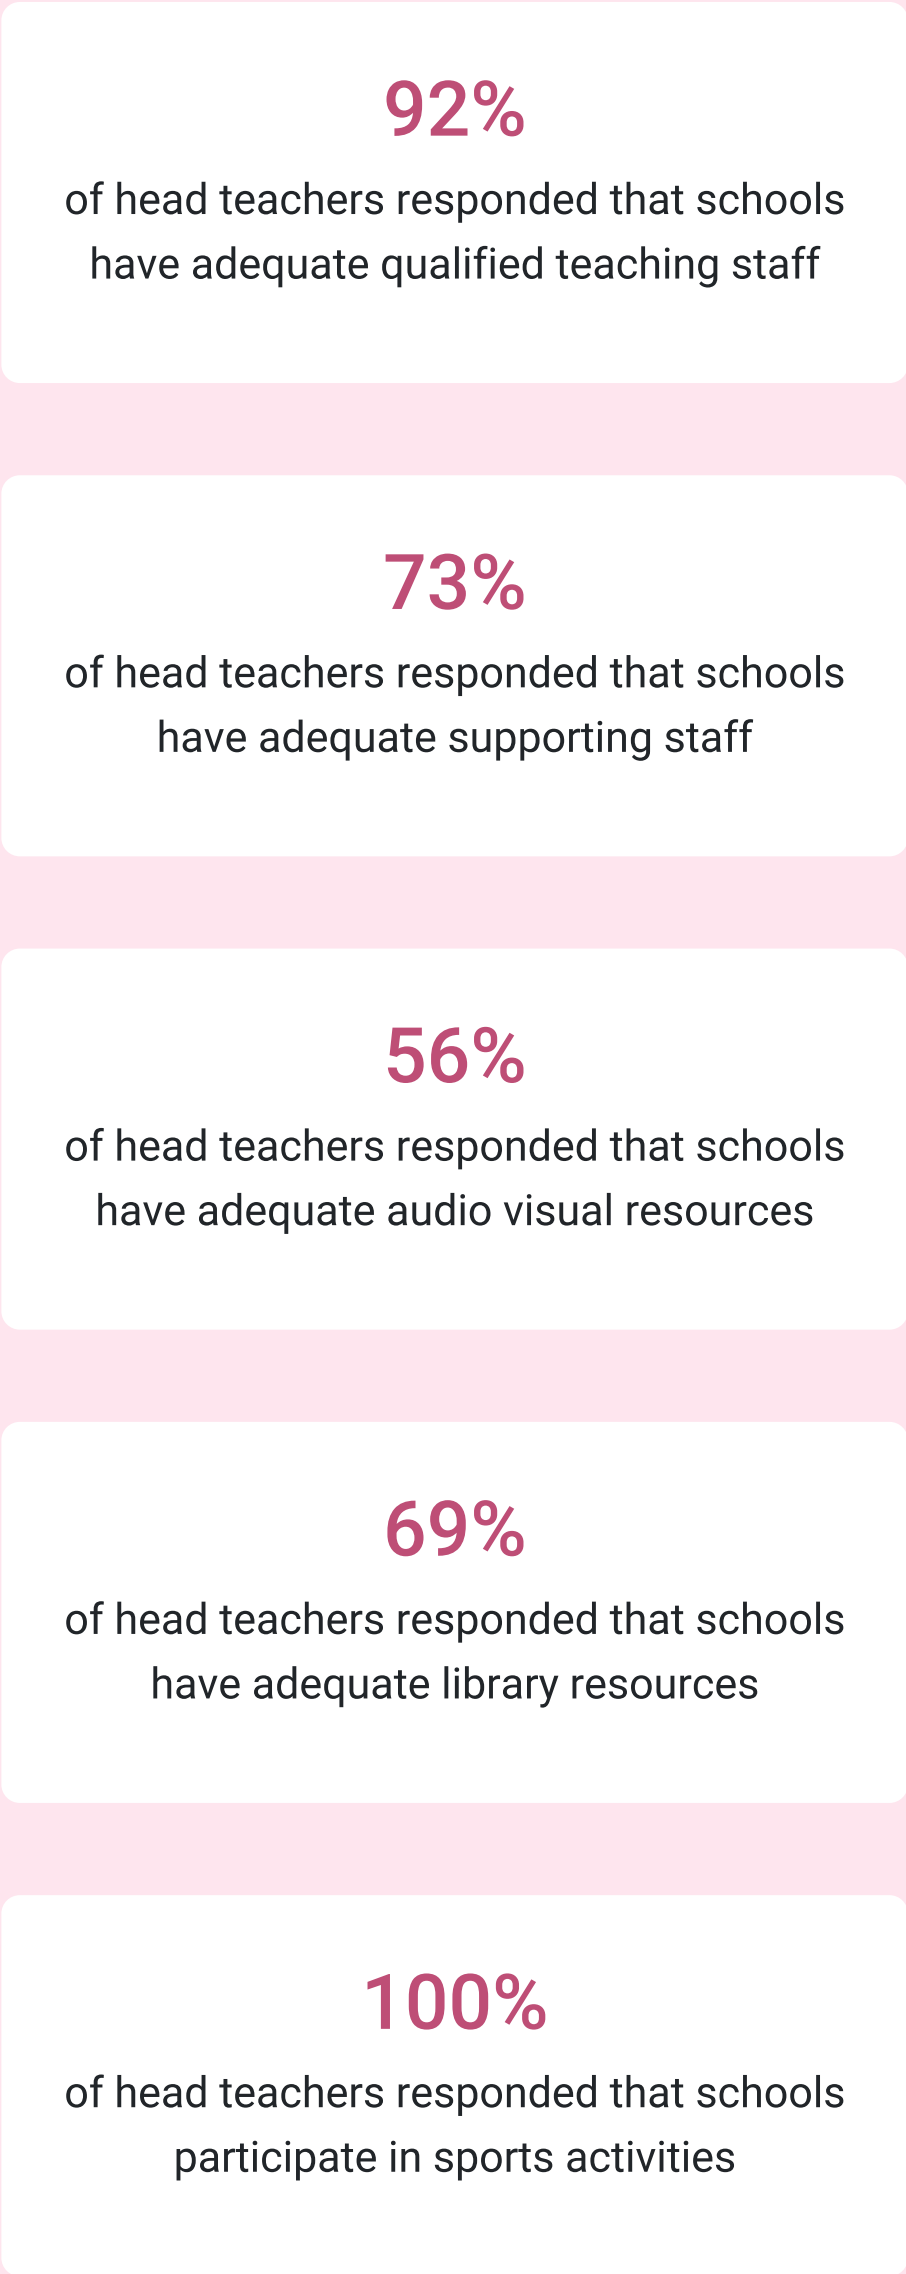 92%
of head teachers responded that schools
have adequate qualified teaching staff
73%
of head teachers responded that schools
have adequate supporting staff
56%
of head teachers responded that schools
have adequate audio visual resources
69%
of head teachers responded that schools
have adequate library resources
100%
of head teachers responded that schools
participate in sports activities